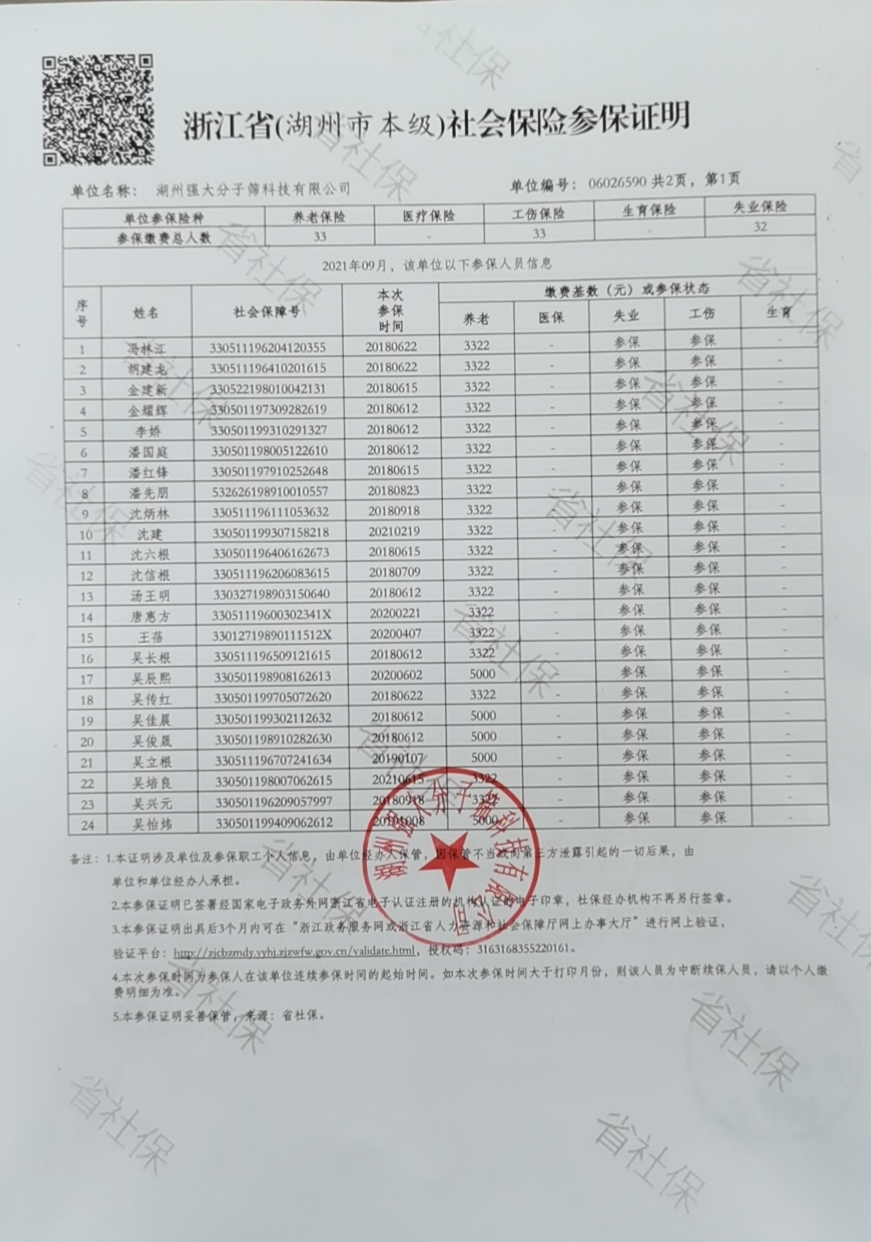 浙江省(湖州市本级)社会保险参保证明
单位名称： 湖州强大分子筛科技有限公司 单位编号： 06026590 共2页，第1页
单位参保险种 养老保险 医疗保险 工伤保险 生育保险 失业保险
参保缴费总人数 33 - 33 - 32
2021年09月，该单位以下参保人员信息
序号 姓名 社会保障号 本次参保时间 缴费基数（元）或参保状态
养老 医保 失业 工伤 生育
1 冯林江 330511196204120355 20180622 3322 - 参保 参保 -
2 胡建龙 330511196410201615 20180622 3322 - 参保 参保 -
3 金建新 330522198010042131 20180615 3322 - 参保 参保 -
4 金耀辉 330501197309282619 20180612 3322 - 参保 参保 -
5 李娇 330501199310291327 20180612 3322 - 参保 参保 -
6 潘国庭 330501198005122610 20180612 3322 - 参保 参保 -
7 潘红锋 330501197910252648 20180615 3322 - 参保 参保 -
8 潘先朋 532626198910010557 20180823 3322 - 参保 参保 -
9 沈炳林 330511196111053632 20180918 3322 - 参保 参保 -
10 沈建 330501199307158218 20210219 3322 - 参保 参保 -
11 沈六根 330501196406162673 20180615 3322 - 参保 参保 -
12 沈信根 330511196206083615 20180709 3322 - 参保 参保 -
13 汤王明 330327198903150640 20180612 3322 - 参保 参保 -
14 唐惠方 33051119600302341X 20200221 3322 - 参保 参保 -
15 王蓓 33012719890111512X 20200407 3322 - 参保 参保 -
16 吴长根 330511196509121615 20180612 3322 - 参保 参保 -
17 吴辰熙 330501198908162613 20200602 5000 - 参保 参保 -
18 吴传红 330501199705072620 20180622 3322 - 参保 参保 -
19 吴佳晨 330501199302112632 20180612 5000 - 参保 参保 -
20 吴俊晟 330501198910282630 20180612 5000 - 参保 参保 -
21 吴立根 330511196707241634 20190107 5000 - 参保 参保 -
22 吴培良 330501198007062615 20210615 3322 - 参保 参保 -
23 吴兴元 330501196209057997 20180918 3322 - 参保 参保 -
24 吴怡炜 330501199409062612 20191008 5000 - 参保 参保 -
备注：1.本证明涉及单位及参保职工个人信息，由单位经办人保管，因保管不当或向第三方泄露引起的一切后果，由
单位和单位经办人承担。
2.本参保证明已签署经国家电子政务外网浙江省电子认证注册的机构认证的电子印章，社保经办机构不再另行签章。
3.本参保证明出具后3个月内可在“浙江政务服务网或浙江省人力资源和社会保障厅网上办事大厅”进行网上验证，
验证平台：http://zjcbzmdy.yyhj.zjzwfw.gov.cn/validate.html，授权码：3163168355220161。
4.本次参保时间为参保人在该单位连续参保时间的起始时间。如本次参保时间大于打印月份，则该人员为中断续保人员，请以个人缴
费明细为准。
5.本参保证明妥善保管，来源：省社保。
湖州强大分子筛科技有限公司
省社保